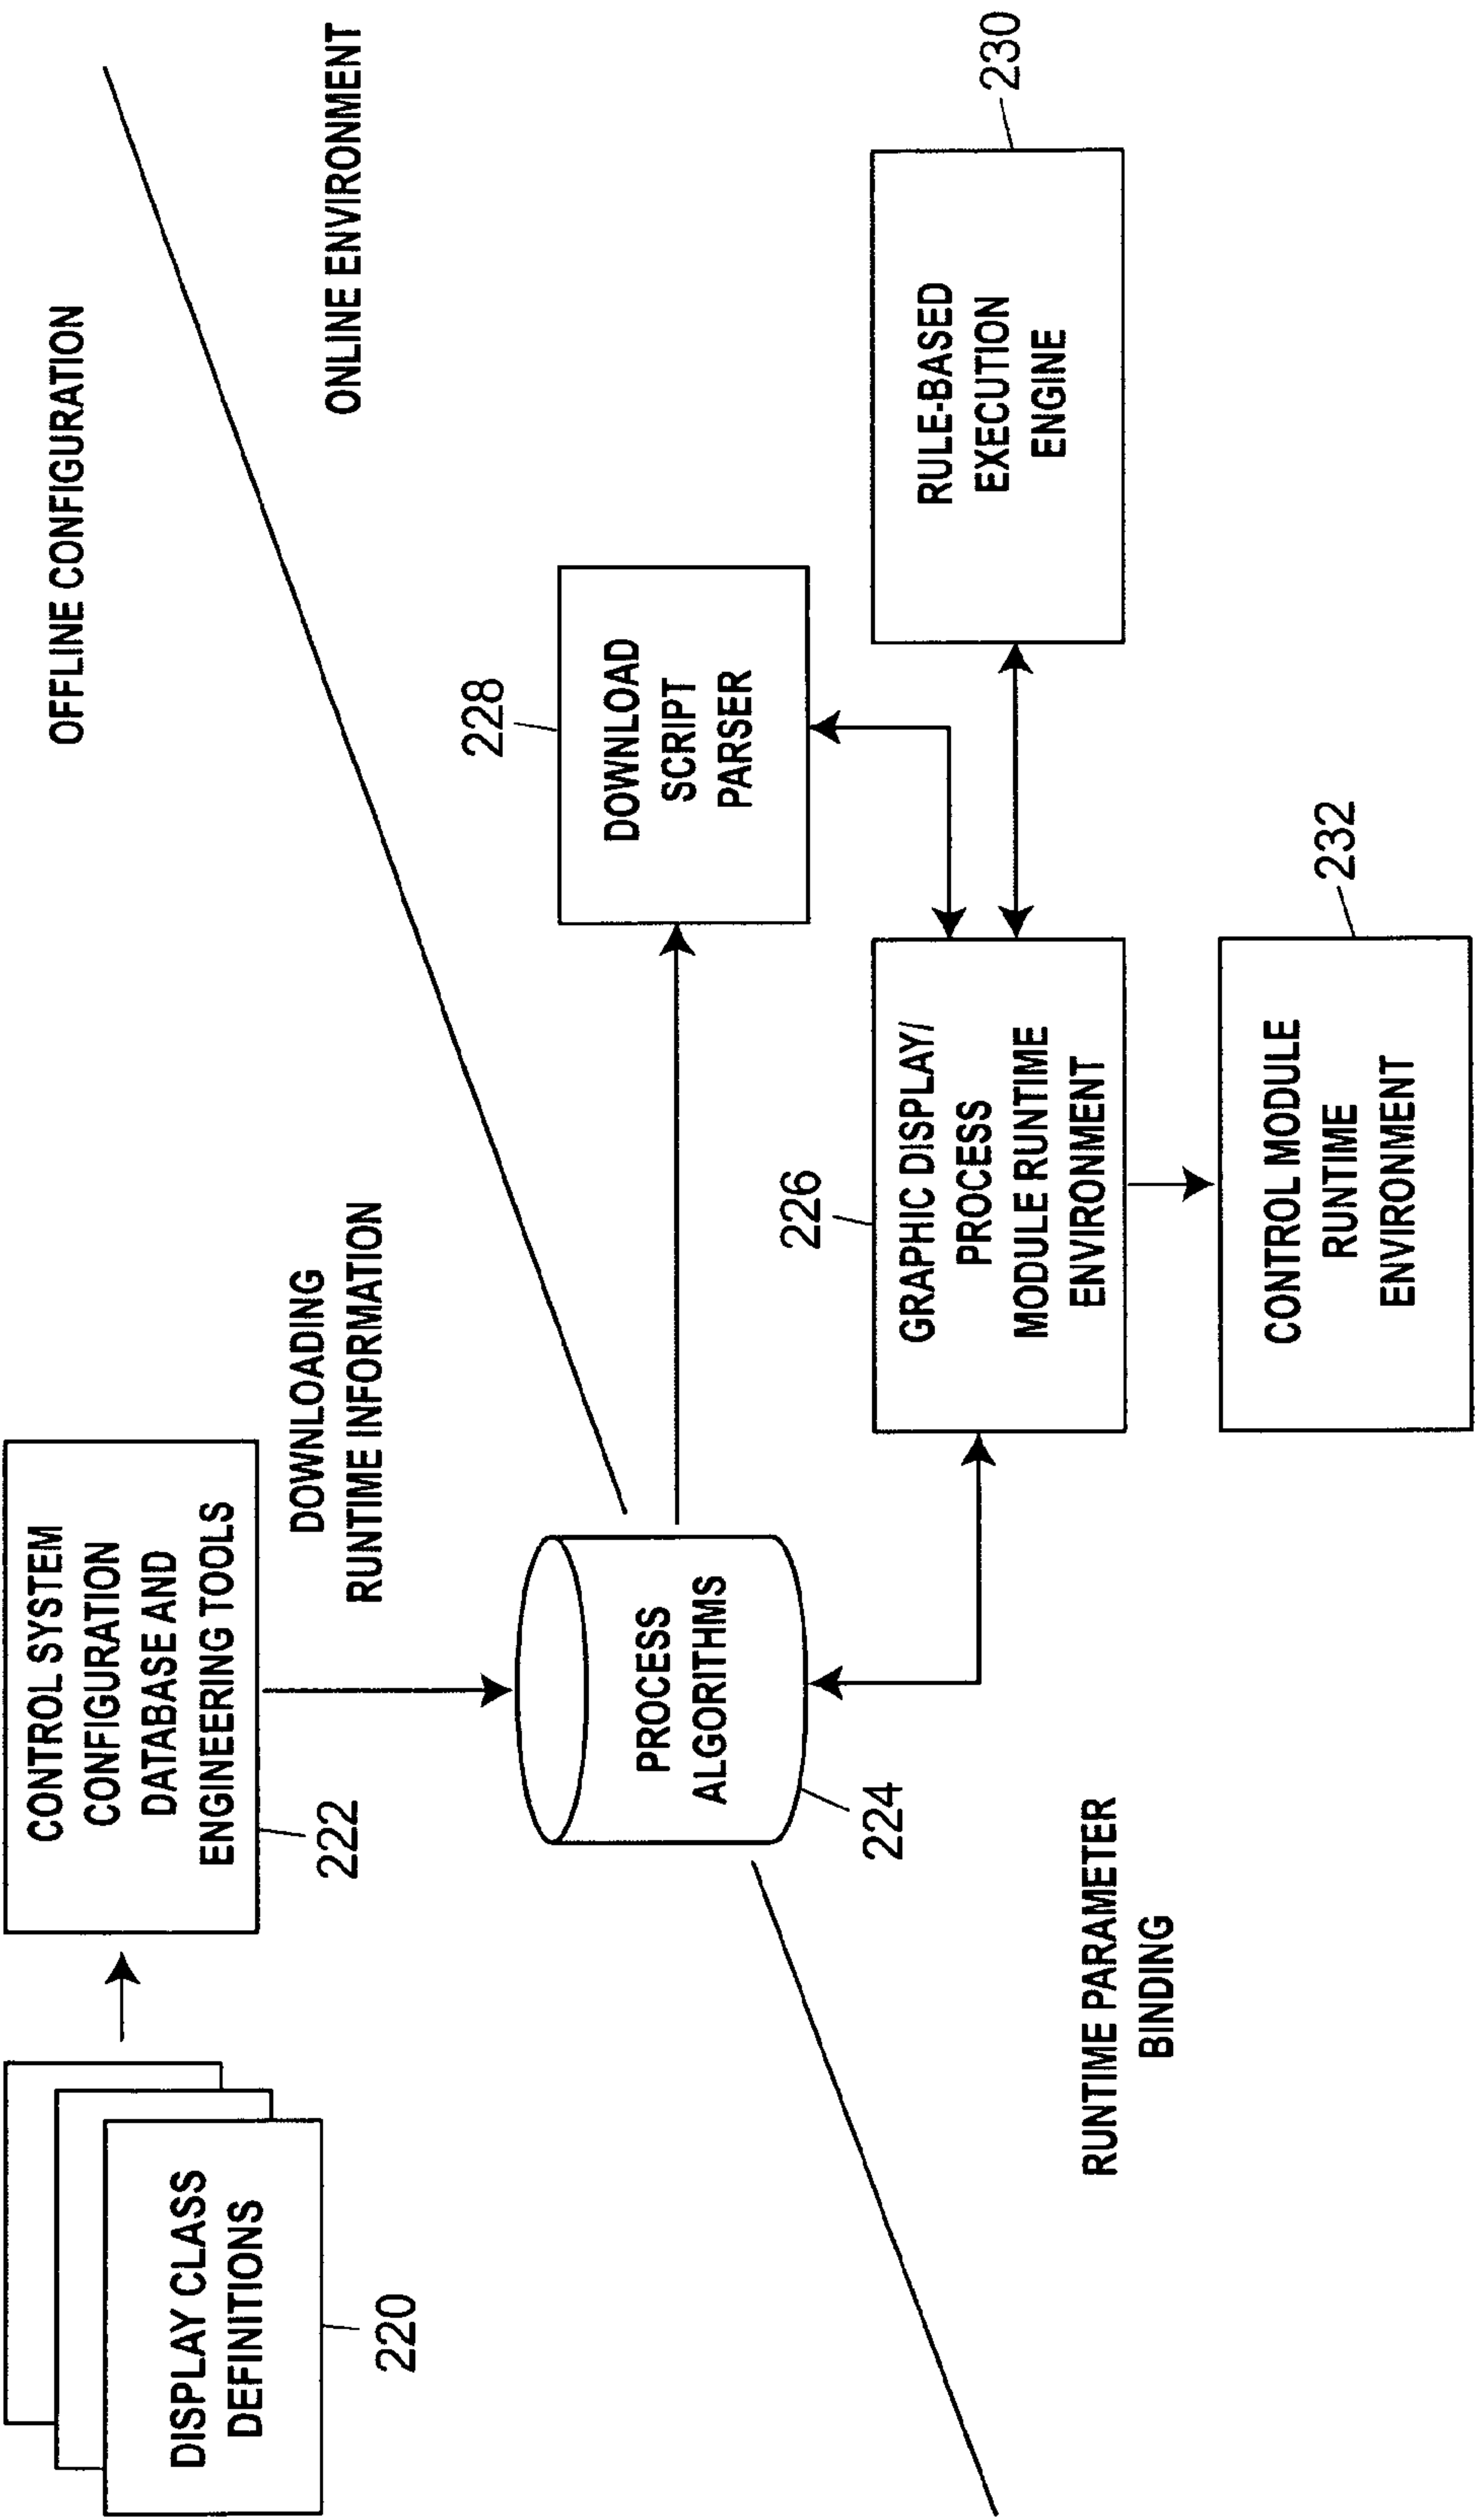 OFFLINE CONFIGURATION
ONLINE ENVIRONMENT
DISPLAY CLASS
DEFINITIONS
220
CONTROL SYSTEM
CONFIGURATION
DATABASE AND
ENGINEERING TOOLS
222
DOWNLOADING
RUNTIME INFORMATION
PROCESS
ALGORITHMS
224
DOWNLOAD
SCRIPT
PARSER
228
RUNTIME PARAMETER
BINDING
226
GRAPHIC DISPLAY/
PROCESS
MODULE RUNTIME
ENVIRONMENT
RULE-BASED
EXECUTION
ENGINE
230
CONTROL MODULE
RUNTIME
ENVIRONMENT
232